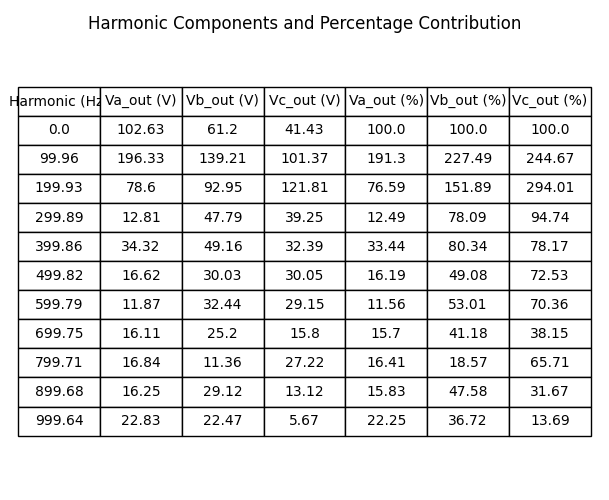 Harmonic Components and Percentage Contribution
Harmonic (Hz Va_out (V) Vb_out (V) Vc_out (V) Va_out (%) Vb_out (%) Vc_out (%)
0.0 102.63 61.2 41.43 100.0 100.0 100.0
99.96 196.33 139.21 101.37 191.3 227.49 244.67
199.93 78.6 92.95 121.81 76.59 151.89 294.01
299.89 12.81 47.79 39.25 12.49 78.09 94.74
399.86 34.32 49.16 32.39 33.44 80.34 78.17
499.82 16.62 30.03 30.05 16.19 49.08 72.53
599.79 11.87 32.44 29.15 11.56 53.01 70.36
699.75 16.11 25.2 15.8 15.7 41.18 38.15
799.71 16.84 11.36 27.22 16.41 18.57 65.71
899.68 16.25 29.12 13.12 15.83 47.58 31.67
999.64 22.83 22.47 5.67 22.25 36.72 13.69